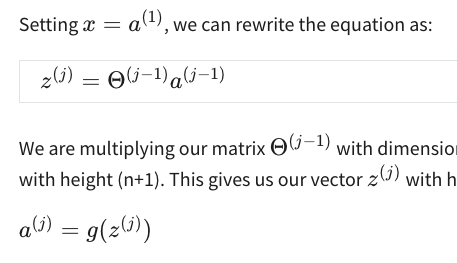 Setting x = a^{(1)}, we can rewrite the equation as:
z^{(j)} = Θ^{(j−1)}a^{(j−1)}
We are multiplying our matrix Θ^{(j−1)} with
with height (n+1). This gives us our vector z^{(j)} with
a^{(j)} = g(z^{(j)})